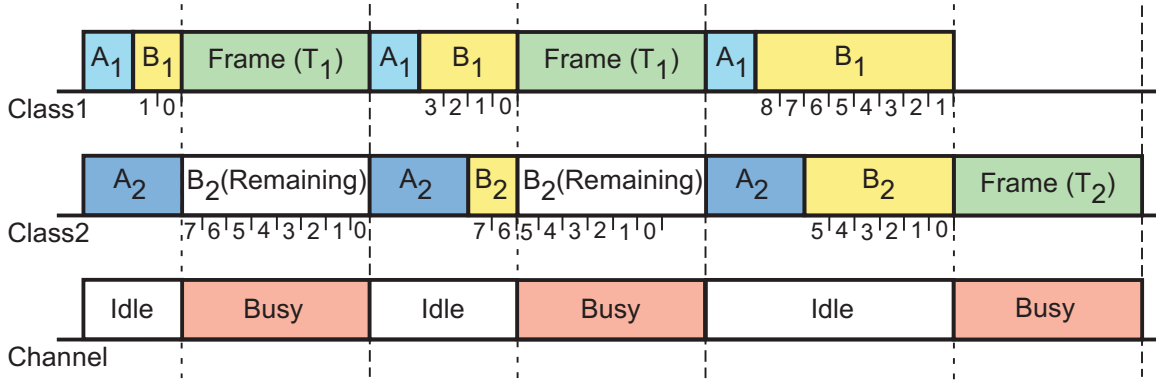 A₁ B₁ Frame (T₁) A₁ B₁ Frame (T₁) A₁ B₁
Class1 1 0 3 2 1 0 8 7 6 5 4 3 2 1
A₂ B₂(Remaining) A₂ B₂ B₂(Remaining) A₂ B₂ Frame (T₂)
Class2 7 6 5 4 3 2 1 0 7 6 5 4 3 2 1 0 5 4 3 2 1 0
Idle Busy Idle Busy Idle Busy
Channel